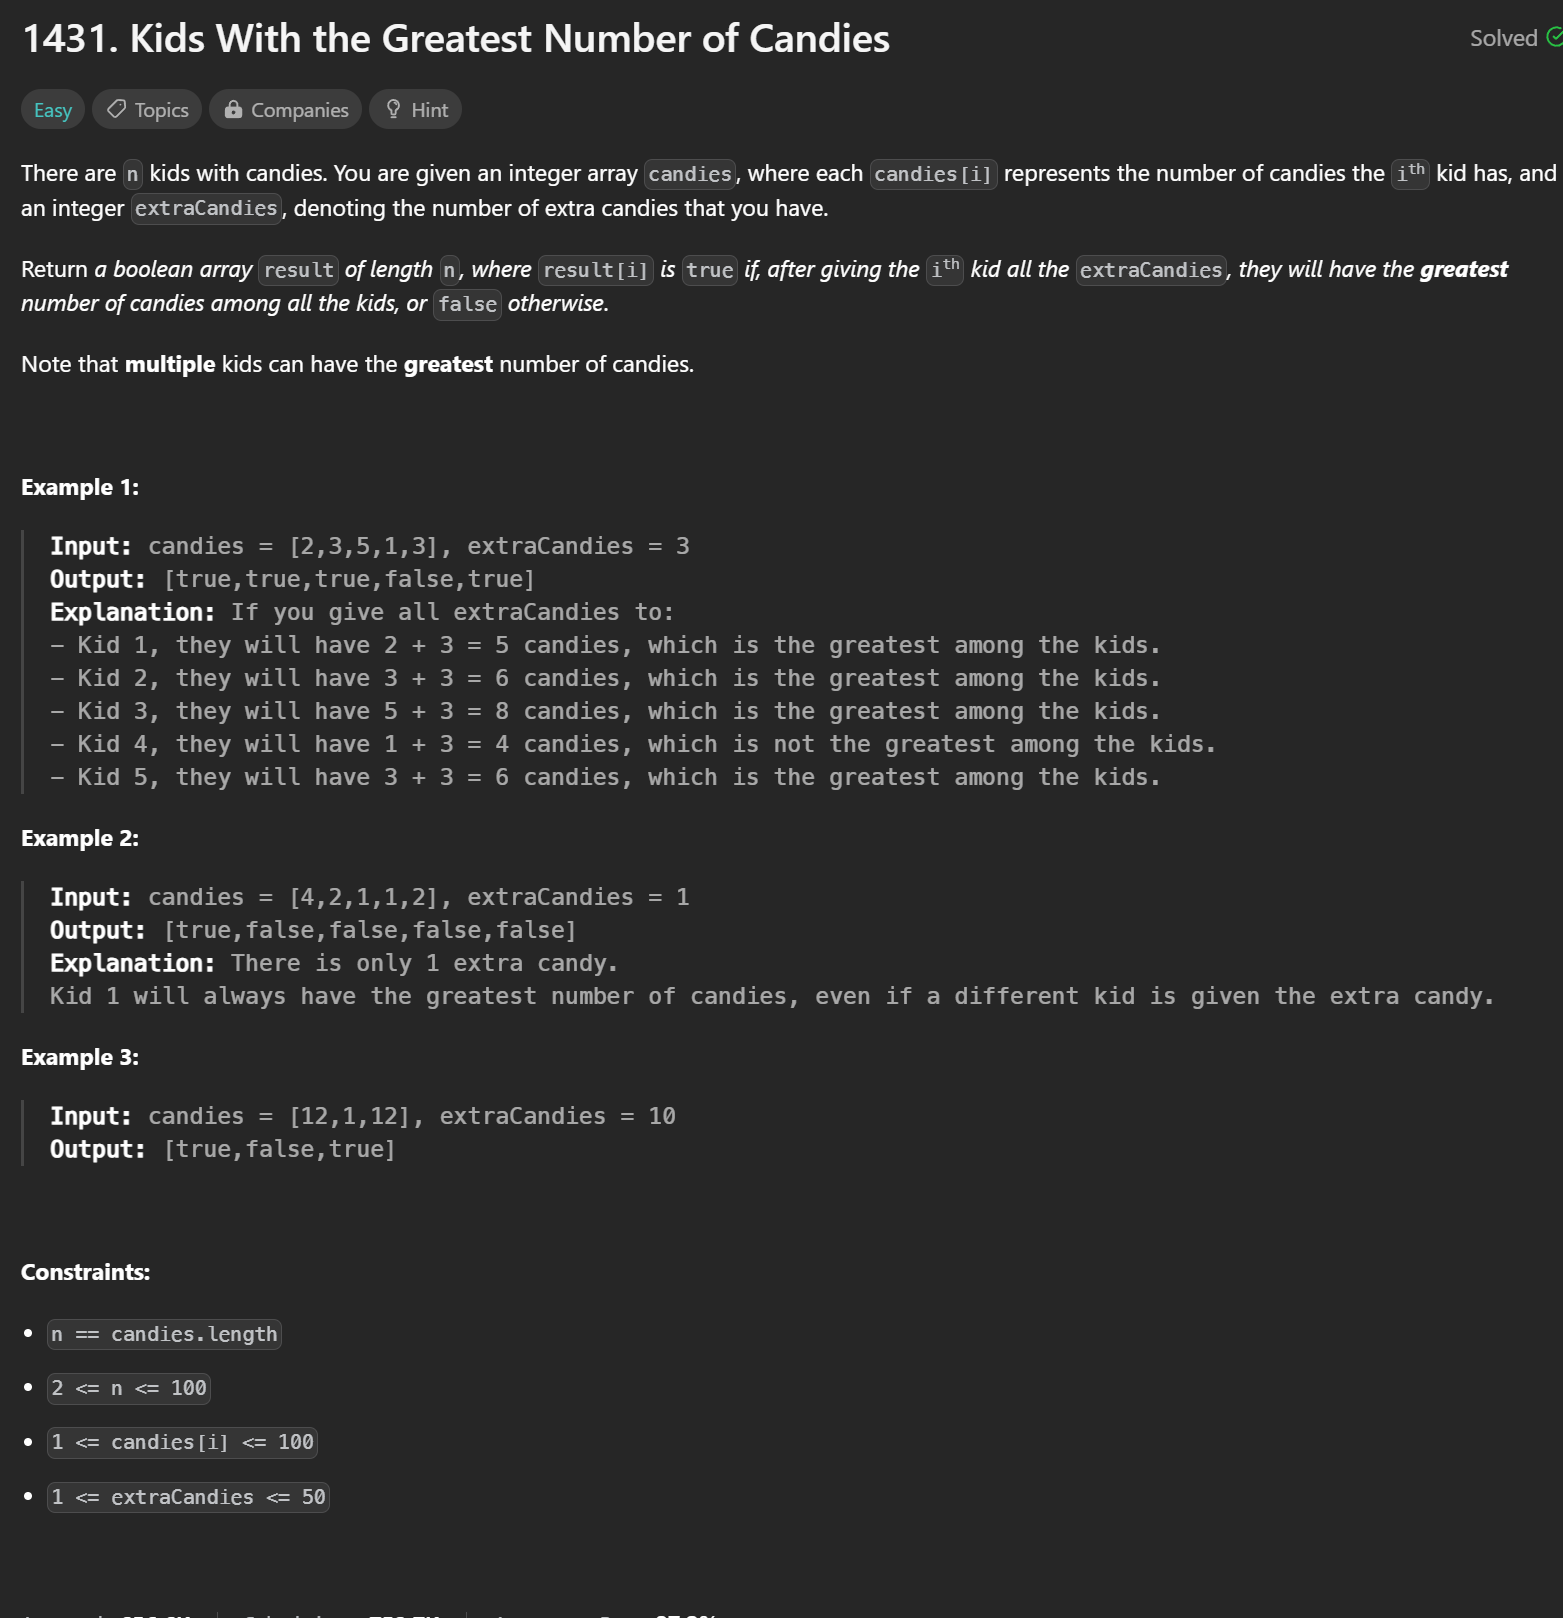 1431. Kids With the Greatest Number of Candies
Solved
Easy Topics Companies Hint
There are n kids with candies. You are given an integer array candies, where each candies[i] represents the number of candies the ith kid has, and
an integer extraCandies, denoting the number of extra candies that you have.
Return a boolean array result of length n, where result[i] is true if, after giving the ith kid all the extraCandies, they will have the greatest
number of candies among all the kids, or false otherwise.
Note that multiple kids can have the greatest number of candies.
Example 1:
Input: candies = [2,3,5,1,3], extraCandies = 3
Output: [true,true,true,false,true]
Explanation: If you give all extraCandies to:
- Kid 1, they will have 2 + 3 = 5 candies, which is the greatest among the kids.
- Kid 2, they will have 3 + 3 = 6 candies, which is the greatest among the kids.
- Kid 3, they will have 5 + 3 = 8 candies, which is the greatest among the kids.
- Kid 4, they will have 1 + 3 = 4 candies, which is not the greatest among the kids.
- Kid 5, they will have 3 + 3 = 6 candies, which is the greatest among the kids.
Example 2:
Input: candies = [4,2,1,1,2], extraCandies = 1
Output: [true,false,false,false,false]
Explanation: There is only 1 extra candy.
Kid 1 will always have the greatest number of candies, even if a different kid is given the extra candy.
Example 3:
Input: candies = [12,1,12], extraCandies = 10
Output: [true,false,true]
Constraints:
• n == candies.length
• 2 <= n <= 100
• 1 <= candies[i] <= 100
• 1 <= extraCandies <= 50